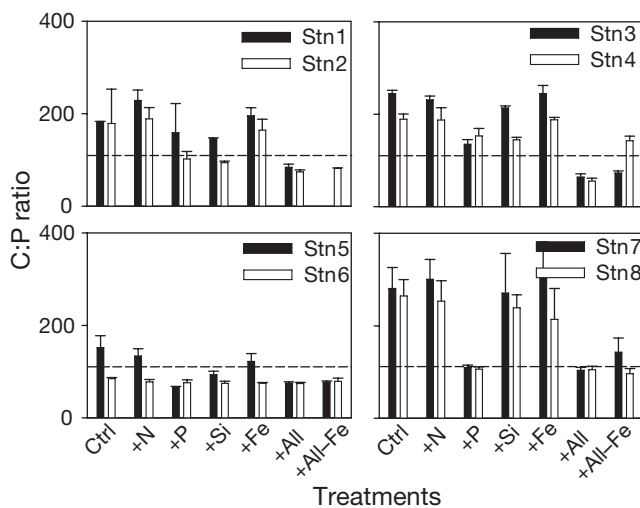 400
200
0
Stn1
Stn2
Stn3
Stn4
C:P ratio
400
200
0
Stn5
Stn6
Stn7
Stn8
Ctrl
+N
+P
+Si
+Fe
+All
+All–Fe
Ctrl
+N
+P
+Si
+Fe
+All
+All–Fe
Treatments